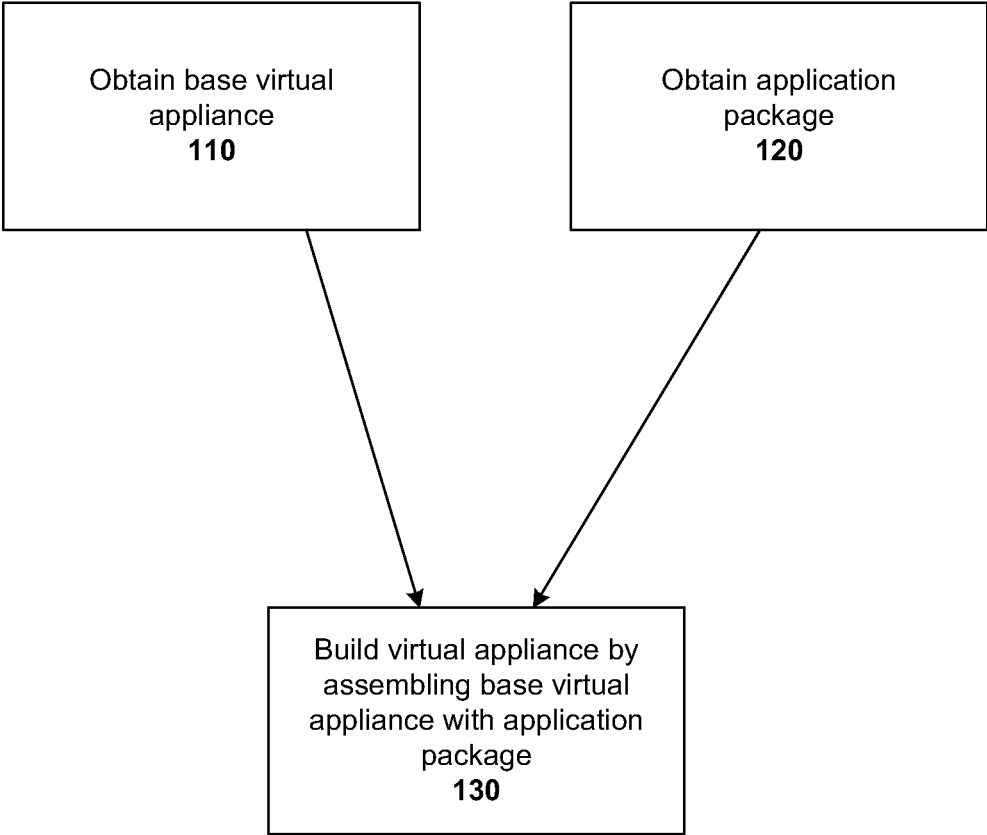 Obtain base virtual
appliance
110
Obtain application
package
120
Build virtual appliance by
assembling base virtual
appliance with application
package
130